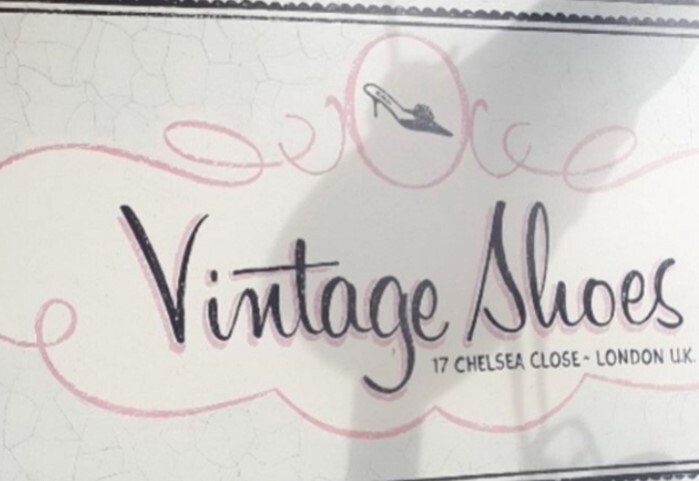 Vintage Shoes
17 CHELSEA CLOSE - LONDON U.K.